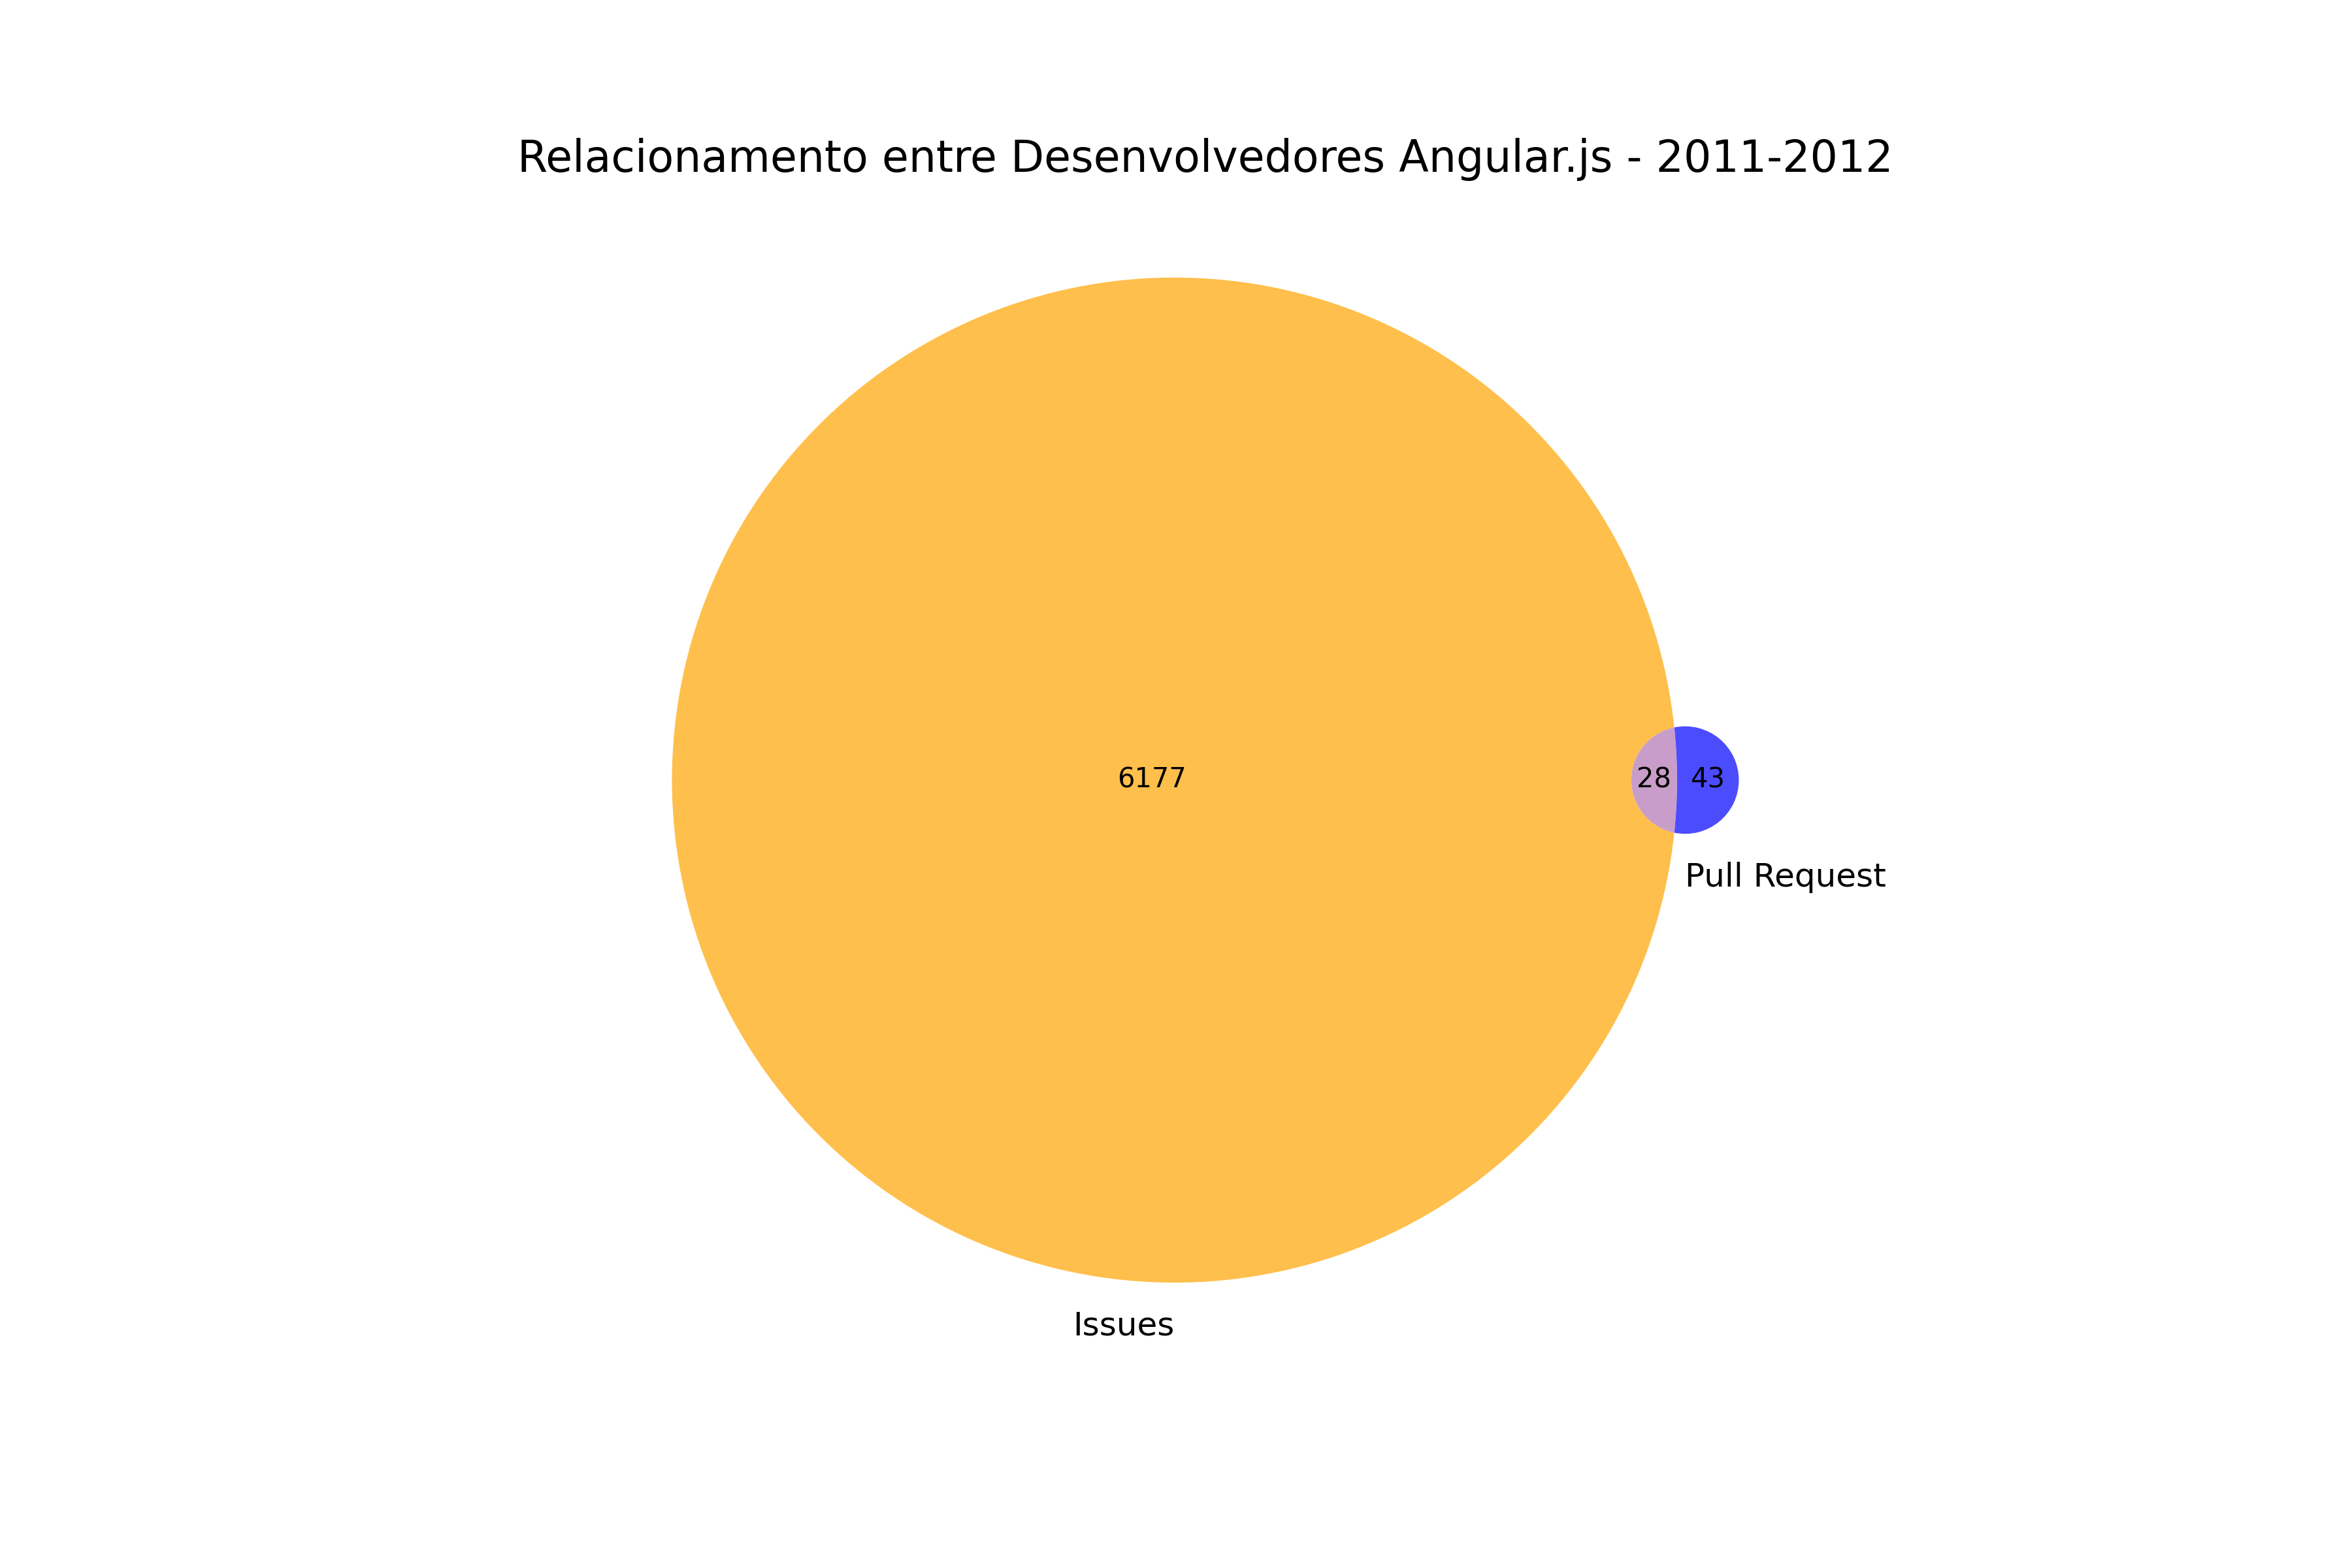 Relacionamento entre Desenvolvedores Angular.js - 2011-2012
6177
28
43
Pull Request
Issues